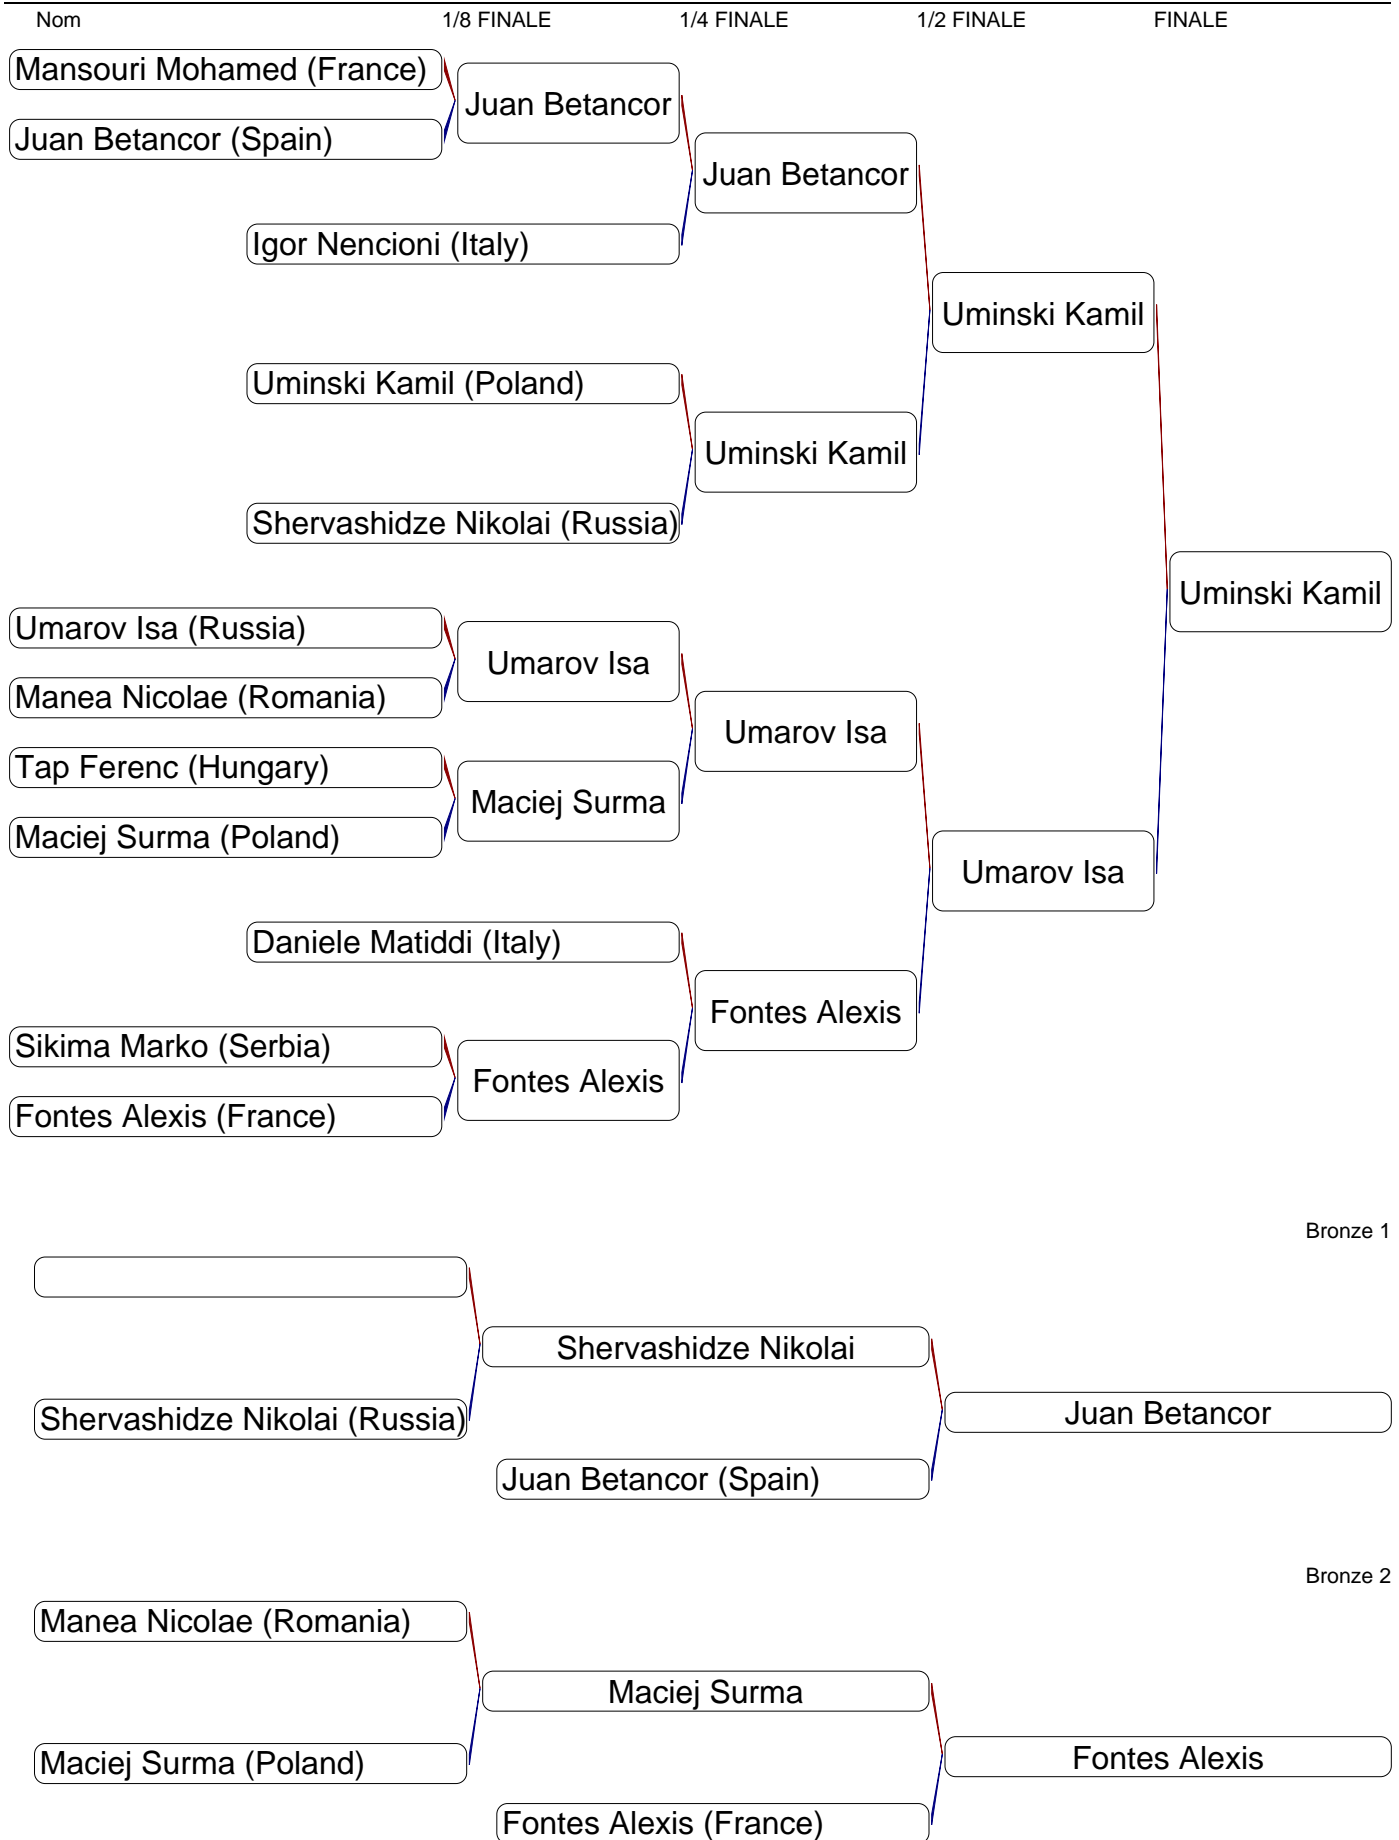 Nom 1/8 FINALE 1/4 FINALE 1/2 FINALE FINALE
Mansouri Mohamed (France)
Juan Betancor
Juan Betancor (Spain)
Juan Betancor
Igor Nencioni (Italy)
Uminski Kamil
Uminski Kamil (Poland)
Uminski Kamil
Shervashidze Nikolai (Russia)
Uminski Kamil
Umarov Isa (Russia)
Umarov Isa
Manea Nicolae (Romania)
Umarov Isa
Tap Ferenc (Hungary)
Maciej Surma
Maciej Surma (Poland)
Umarov Isa
Daniele Matiddi (Italy)
Fontes Alexis
Sikima Marko (Serbia)
Fontes Alexis
Fontes Alexis (France)
Bronze 1
Shervashidze Nikolai
Shervashidze Nikolai (Russia)
Juan Betancor
Juan Betancor (Spain)
Bronze 2
Manea Nicolae (Romania)
Maciej Surma
Maciej Surma (Poland)
Fontes Alexis
Fontes Alexis (France)